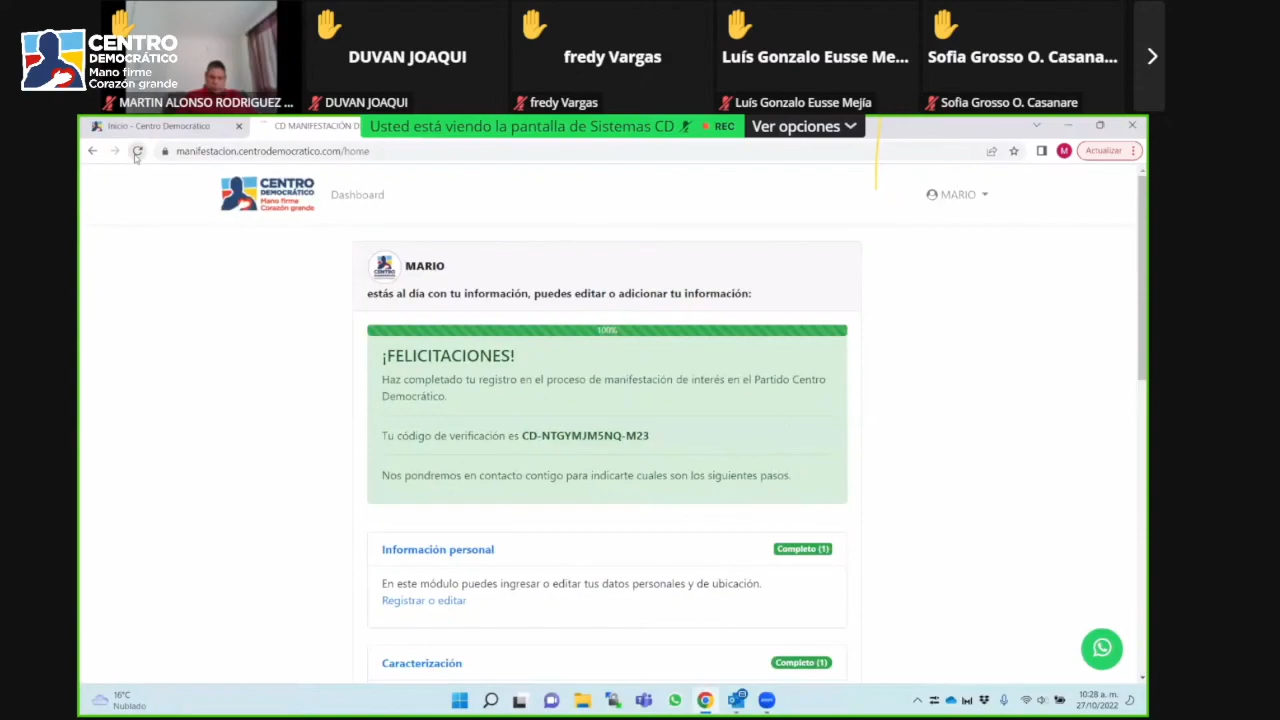 CENTRO
DEMOCRÁTICO
Mano firme
Corazón grande
DUVAN JOAQUI
fredy Vargas
Luís Gonzalo Eusse Me...
Sofia Grosso O. Casana...
MARTIN ALONSO RODRIGUEZ ...
DUVAN JOAQUI
fredy Vargas
Luís Gonzalo Eusse Mejía
Sofia Grosso O. Casanare
Inicio - Centro Democrático
CD MANIFESTACIÓN D
Usted está viendo la pantalla de Sistemas CD
REC
Ver opciones
manifestacion.centrodemocratico.com/home
M
Actualizar
CENTRO
DEMOCRÁTICO
Mano firme
Corazón grande
Dashboard
MARIO
MARIO
estás al día con tu información, puedes editar o adicionar tu información:
100%
¡FELICITACIONES!
Haz completado tu registro en el proceso de manifestación de interés en el Partido Centro
Democrático.
Tu código de verificación es CD-NTGYMJM5NQ-M23
Nos pondremos en contacto contigo para indicarte cuales son los siguientes pasos.
Información personal
Completo (1)
En este módulo puedes ingresar o editar tus datos personales y de ubicación.
Registrar o editar
Caracterización
Completo (1)
16°C
Nublado
10:28 a. m.
27/10/2022